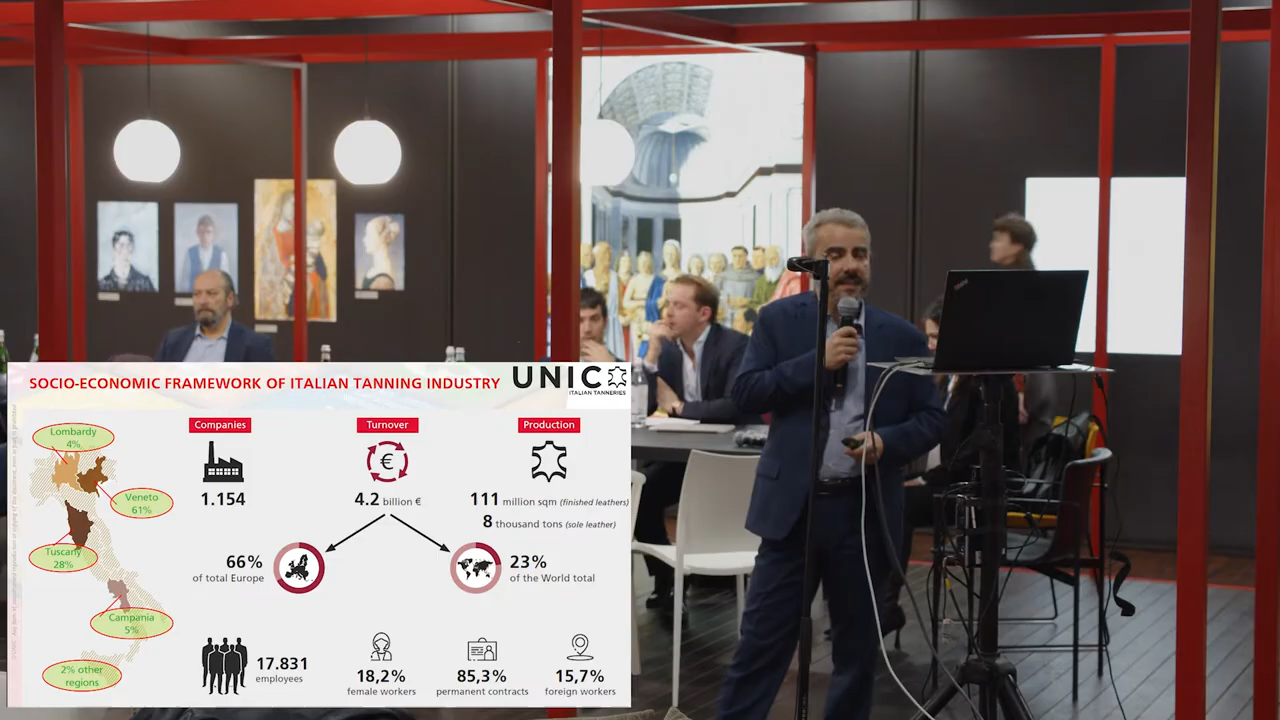 SOCIO-ECONOMIC FRAMEWORK OF ITALIAN TANNING INDUSTRY
UNIC
ITALIAN TANNERIES
Lombardy
4%
Veneto
61%
Tuscany
28%
Campania
5%
2% other
regions
Companies
1.154
Turnover
4.2 billion €
Production
111 million sqm (finished leathers)
8 thousand tons (sole leather)
66%
of total Europe
23%
of the World total
17.831
employees
18,2%
female workers
85,3%
permanent contracts
15,7%
foreign workers